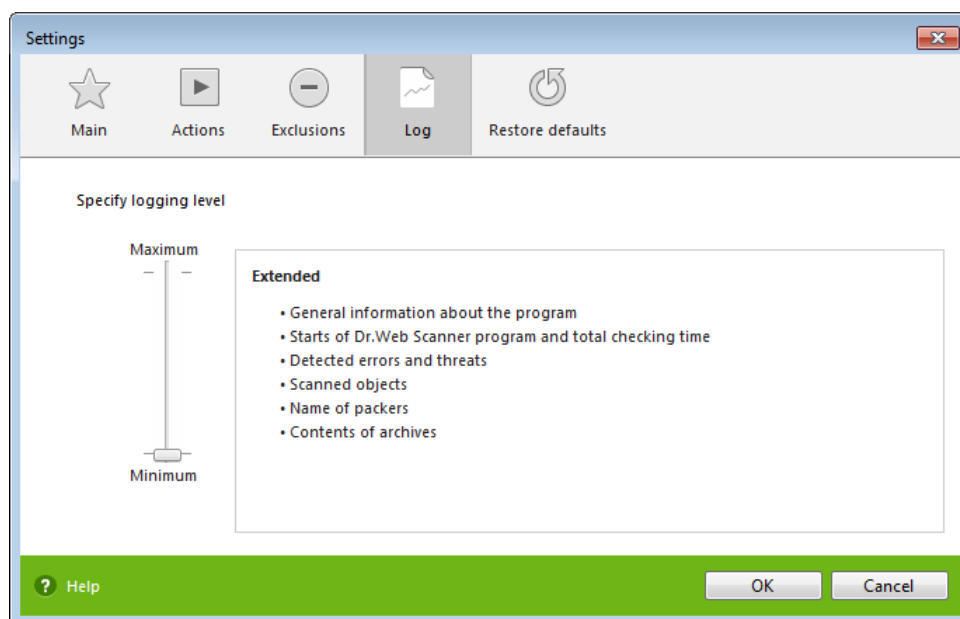 Settings
Main
Actions
Exclusions
Log
Restore defaults
Specify logging level
Maximum
Extended
• General information about the program
• Starts of Dr.Web Scanner program and total checking time
• Detected errors and threats
• Scanned objects
• Name of packers
• Contents of archives
Minimum
? Help
OK
Cancel